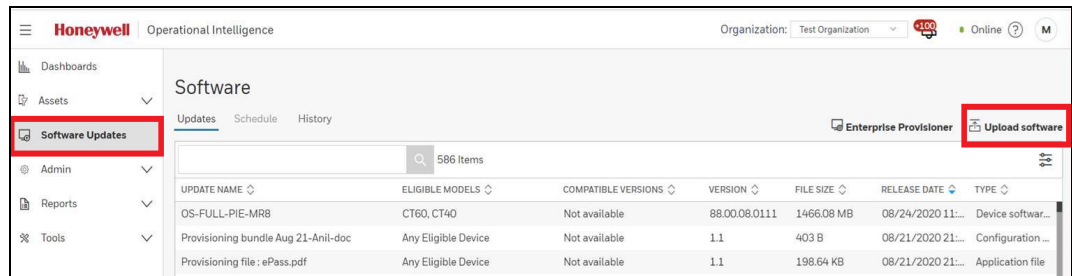 Honeywell Operational Intelligence Organization: Test Organization +100 Online ? M
Dashboards
Assets
Software Updates
Admin
Reports
Tools
Software
Updates Schedule History
Enterprise Provisioner Upload software
586 Items
UPDATE NAME ELIGIBLE MODELS COMPATIBLE VERSIONS VERSION FILE SIZE RELEASE DATE TYPE
OS-FULL-PIE-MR8 CT60, CT40 Not available 88.00.08.0111 1466.08 MB 08/24/2020 11:... Device softwar...
Provisioning bundle Aug 21-Anil-doc Any Eligible Device Not available 1.1 403 B 08/21/2020 21:... Configuration ...
Provisioning file : ePass.pdf Any Eligible Device Not available 1.1 198.64 KB 08/21/2020 21:... Application file